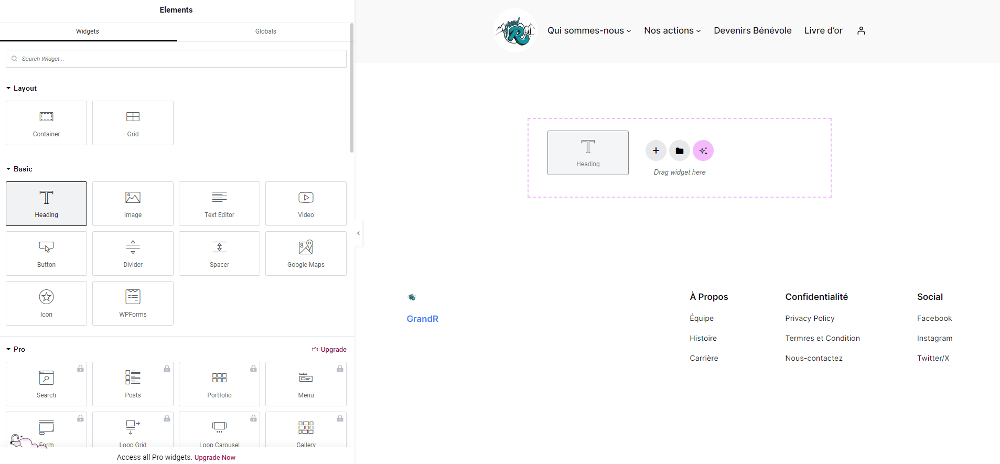 Elements
Widgets
Globals
Search Widget...
Layout
Container
Grid
Basic
Heading
Image
Text Editor
Video
Button
Divider
Spacer
Google Maps
Icon
WPForms
Pro
Upgrade
Search
Posts
Portfolio
Menu
Form
Loop Grid
Loop Carousel
Gallery
Access all Pro widgets. Upgrade Now
Grand R
Qui sommes-nous
Nos actions
Devenirs Bénévole
Livre d’or
Heading
Drag widget here
GrandR
À Propos
Équipe
Histoire
Carrière
Confidentialité
Privacy Policy
Termres et Condition
Nous-contactez
Social
Facebook
Instagram
Twitter/X